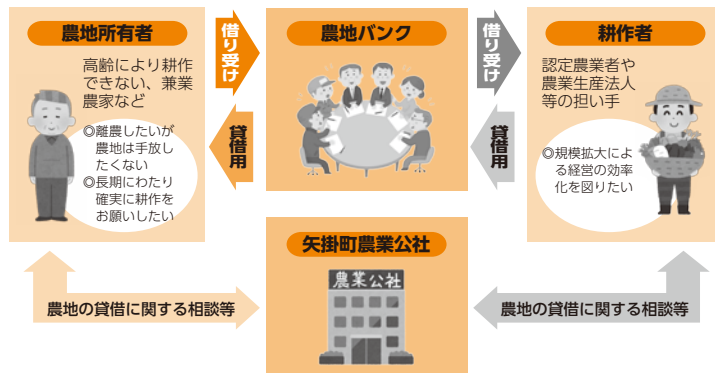 農地所有者
高齢により耕作
できない、兼業
農家など
◎離農したいが
農地は手放し
たくない
◎長期にわたり
確実に耕作を
お願いしたい
借り受け
貸借用
農地バンク
借り受け
貸借用
耕作者
認定農業者や
農業生産法人
等の担い手
◎規模拡大によ
る経営の効率
化を図りたい
矢掛町農業公社
農業公社
農地の貸借に関する相談等
農地の貸借に関する相談等